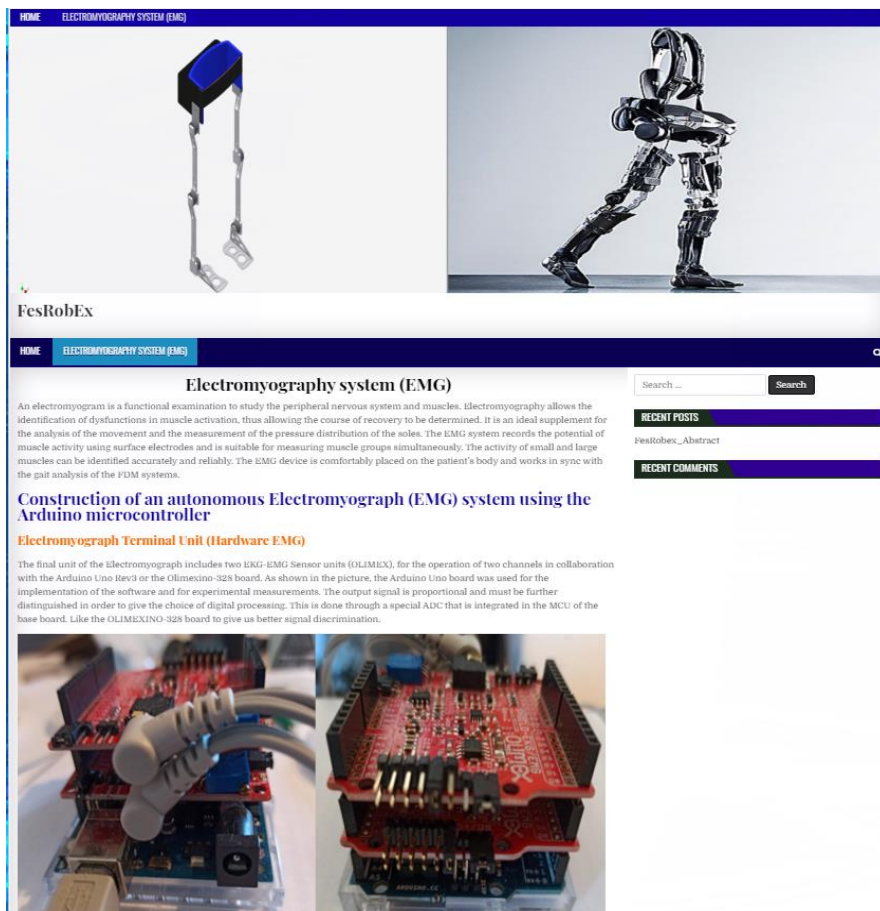 HOME ELECTROMYOGRAPHY SYSTEM (EMG)
FesRobEx
HOME ELECTROMYOGRAPHY SYSTEM (EMG)
Electromyography system (EMG)
An electromyogram is a functional examination to study the peripheral nervous system and muscles. Electromyography allows the
identification of dysfunctions in muscle activation, thus allowing the course of recovery to be determined. It is an ideal supplement for
the analysis of the movement and the measurement of the pressure distribution of the soles. The EMG system records the potential of
muscle activity using surface electrodes and is suitable for measuring muscle groups simultaneously. The activity of small and large
muscles can be identified accurately and reliably. The EMG device is comfortably placed on the patient's body and works in sync with
the gait analysis of the FDM systems.
Construction of an autonomous Electromyograph (EMG) system using the
Arduino microcontroller
Electromyograph Terminal Unit (Hardware EMG)
The final unit of the Electromyograph includes two EKG-EMG Sensor units (OLIMEX), for the operation of two channels in collaboration
with the Arduino Uno Rev3 or the Olimexino-328 board. As shown in the picture, the Arduino Uno board was used for the
implementation of the software and for experimental measurements. The output signal is proportional and must be further
distinguished in order to give the choice of digital processing. This is done through a special ADC that is integrated in the MCU of the
base board. Like the OLIMEXINO-328 board to give us better signal discrimination.
Search ...
Search
RECENT POSTS
FesRobex_Abstract
RECENT COMMENTS
OLIMEX
ARDUINO.CC